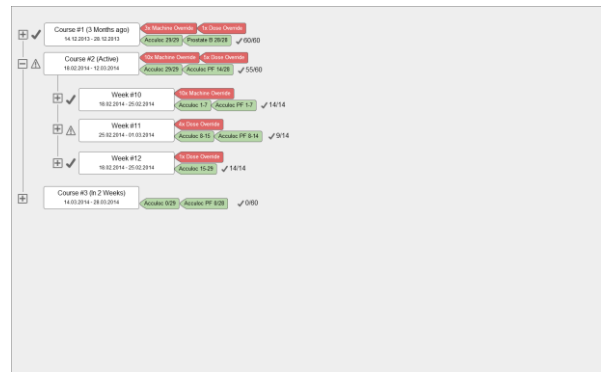 Course #1 (3 Months ago)
14.12.2013 - 28.12.2013
3x Machine Override 1x Dose Override
Acculoc 29/29 Prostate B 28/28 60/60
Course #2 (Active)
18.02.2014 - 12.03.2014
10x Machine Override 5x Dose Override
Acculoc 29/29 Acculoc PF 14/28 55/60
Week #10
18.02.2014 - 25.02.2014
10x Machine Override
Acculoc 1-7 Acculoc PF 1-7 14/14
Week #11
25.02.2014 - 01.03.2014
4x Dose Override
Acculoc 8-15 Acculoc PF 8-14 9/14
Week #12
18.02.2014 - 25.02.2014
1x Dose Override
Acculoc 15-29 14/14
Course #3 (In 2 Weeks)
14.03.2014 - 28.03.2014
Acculoc 0/29 Acculoc PF 0/28 0/60